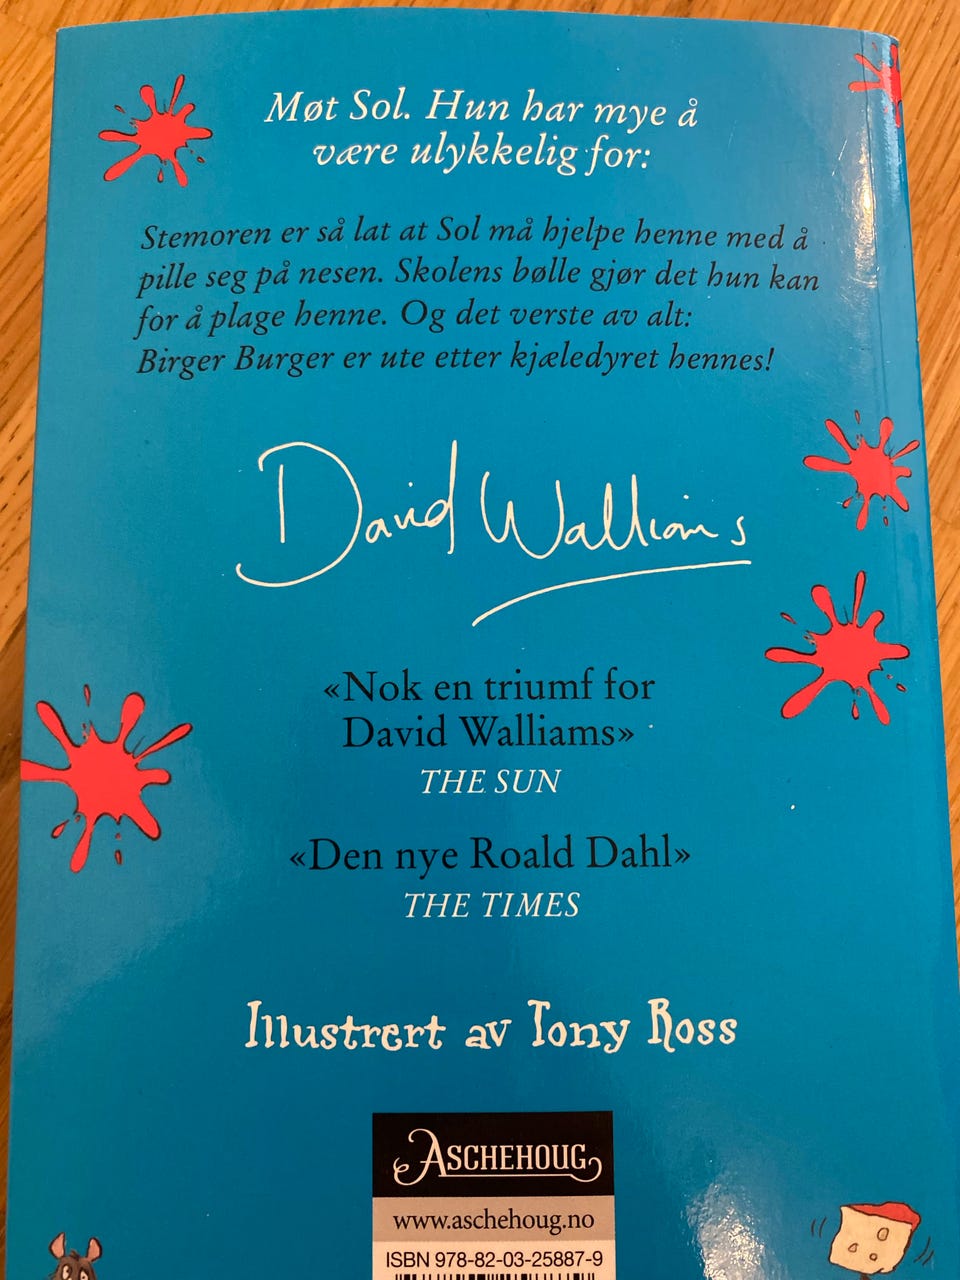 Møt Sol. Hun har mye å
være ulykkelig for:
Stemoren er så lat at Sol må hjelpe henne med å
pille seg på nesen. Skolens bølle gjør det hun kan
for å plage henne. Og det verste av alt:
Birger Burger er ute etter kjæledyret hennes!
David Walliams
«Nok en triumf for
David Walliams»
THE SUN
«Den nye Roald Dahl»
THE TIMES
Illustrert av Tony Ross
ASCHEHOUG
www.aschehoug.no
ISBN 978-82-03-25887-9